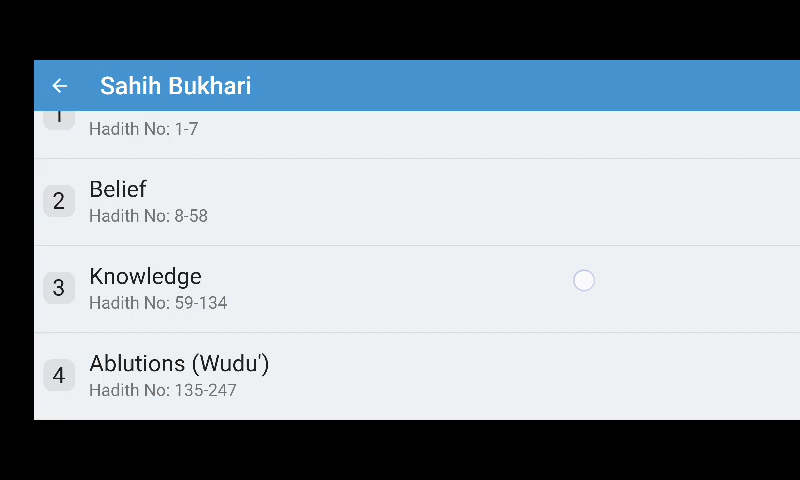 Sahih Bukhari
1
Hadith No: 1-7
2
Belief
Hadith No: 8-58
3
Knowledge
Hadith No: 59-134
4
Ablutions (Wudu')
Hadith No: 135-247